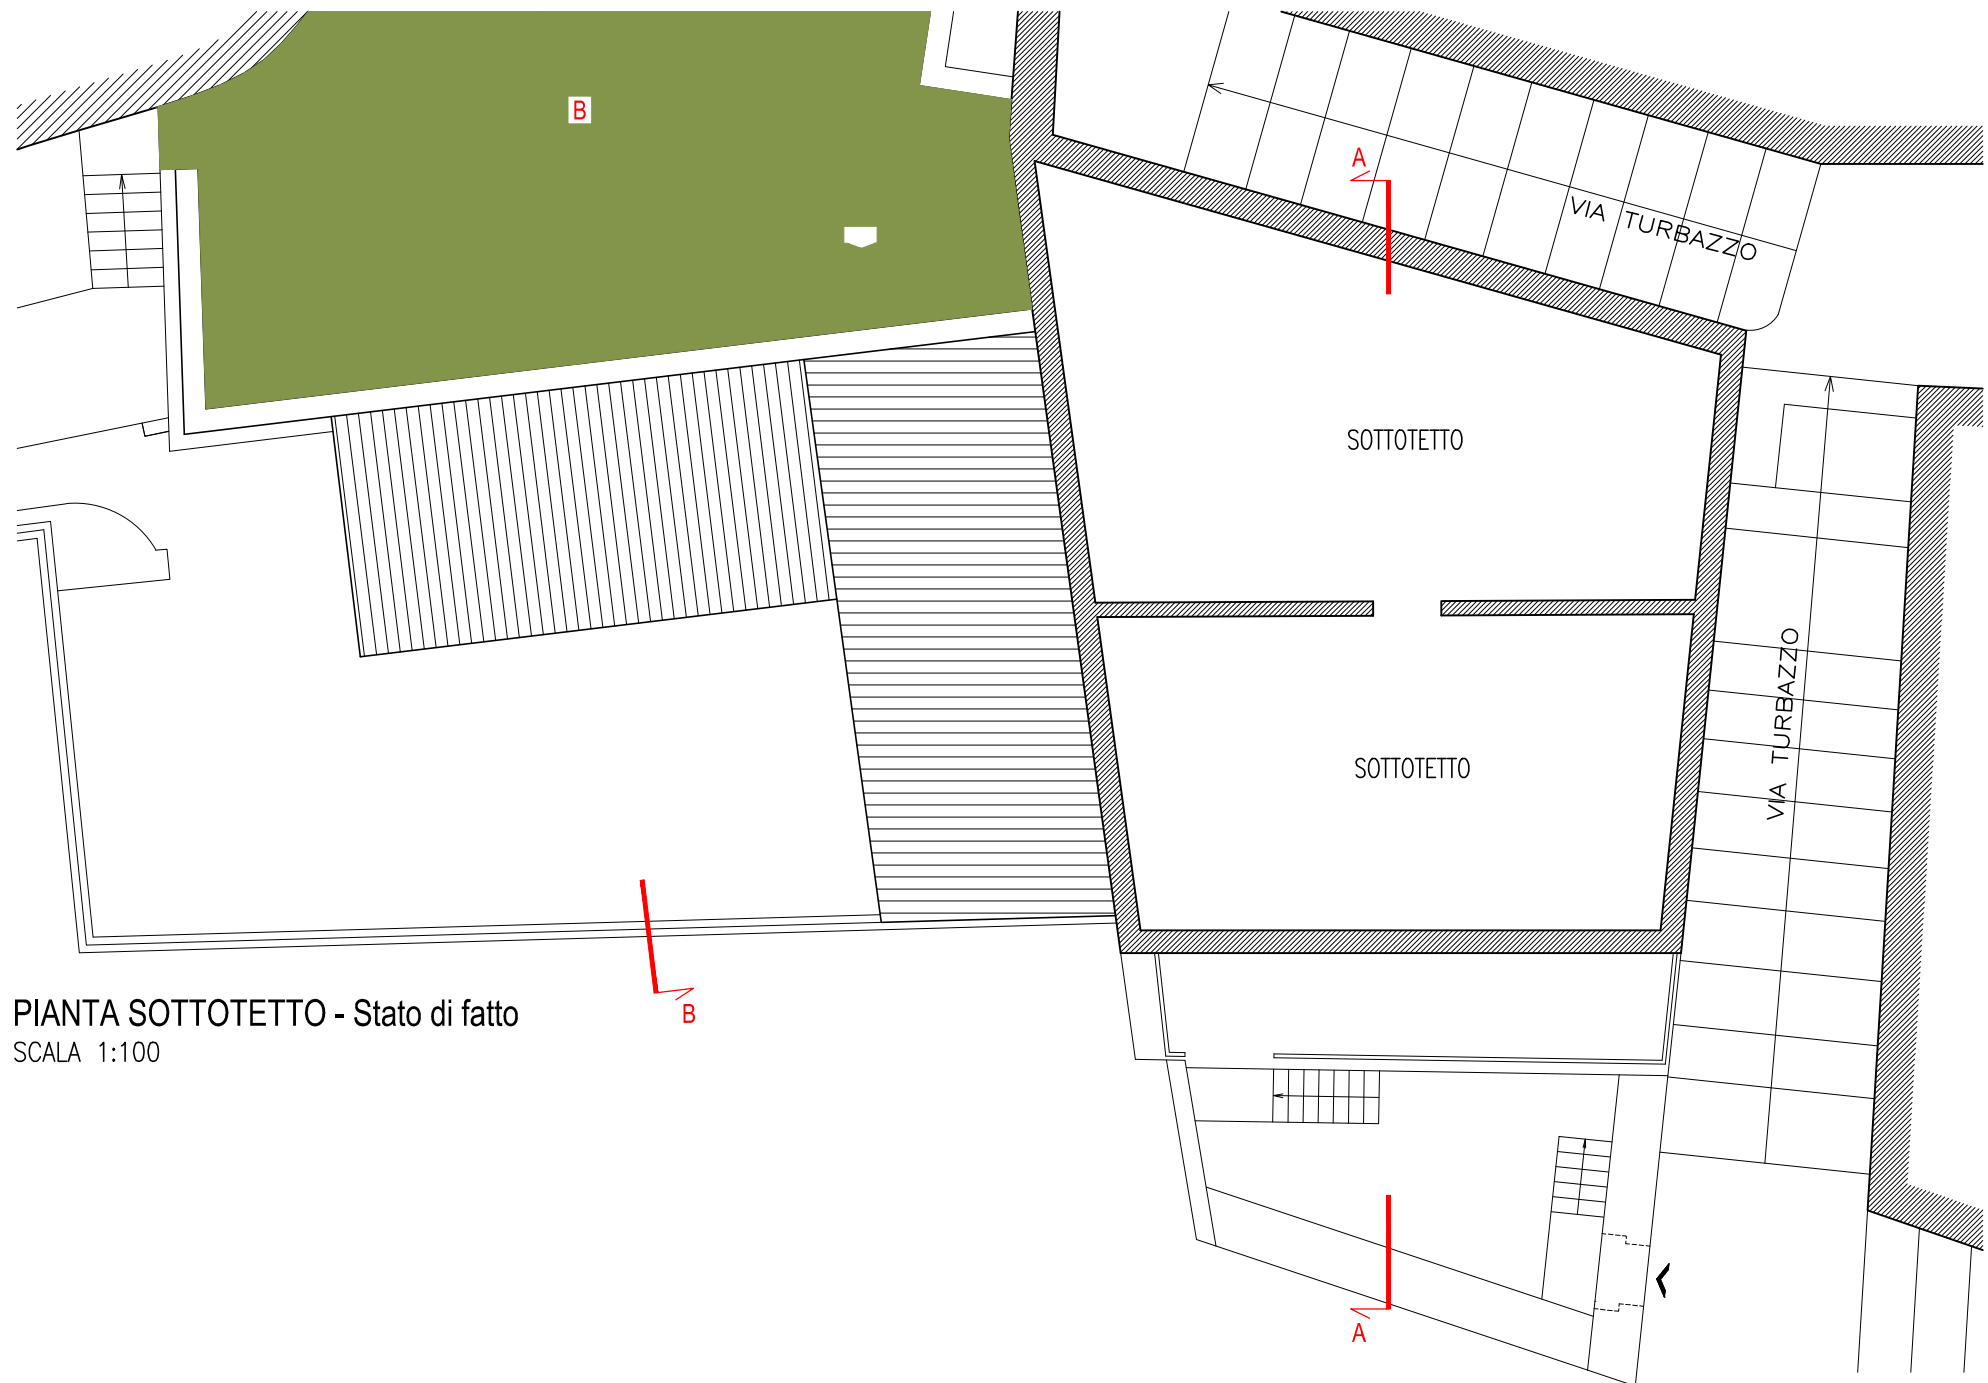 B
A
VIA TURBAZZO
SOTTOTETTO
VIA TURBAZZO
SOTTOTETTO
B
PIANTA SOTTOTETTO - Stato di fatto
SCALA 1:100
A